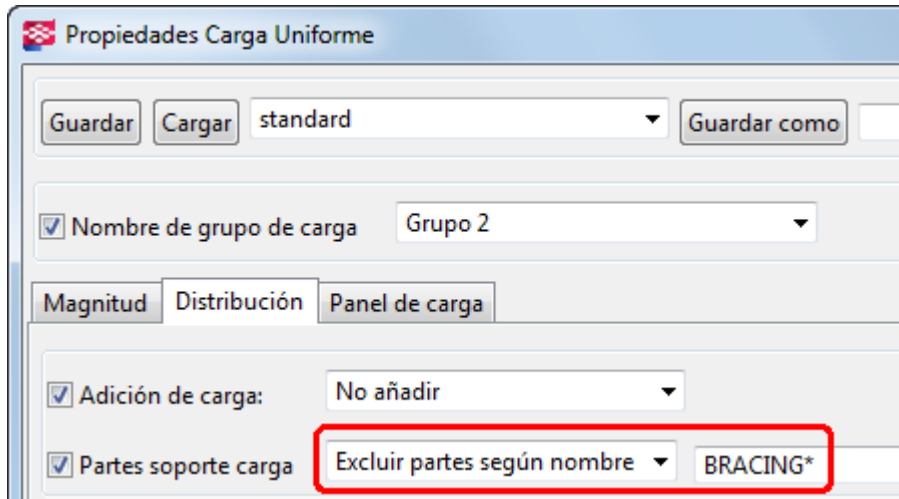 Propiedades Carga Uniforme
Guardar Cargar standard Guardar como
Nombre de grupo de carga Grupo 2
Magnitud Distribución Panel de carga
Adición de carga: No añadir
Partes soporte carga Excluir partes según nombre BRACING*